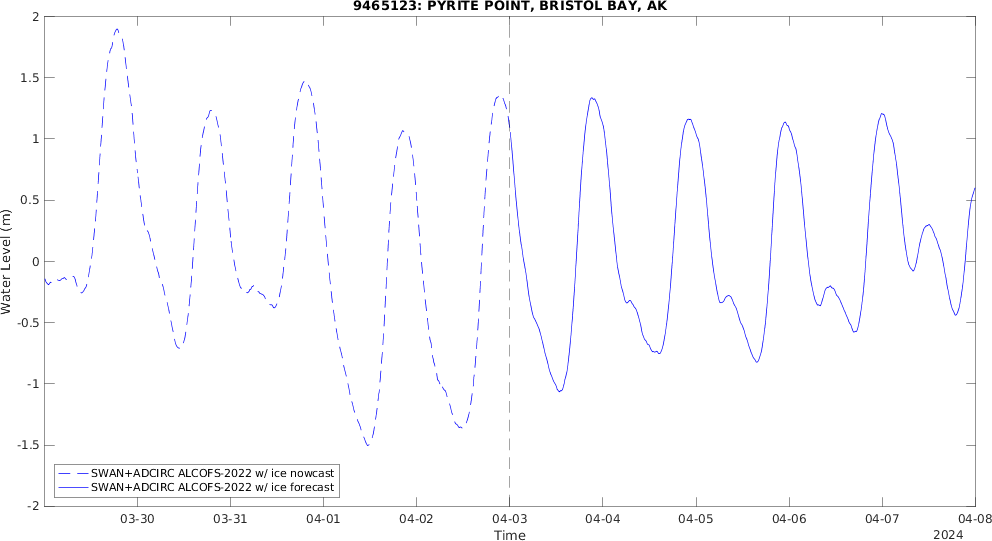 9465123: PYRITE POINT, BRISTOL BAY, AK
2
1.5
1
0.5
0
-0.5
-1
-1.5
-2
Water Level (m)
SWAN+ADCIRC ALCOFS-2022 w/ ice nowcast
SWAN+ADCIRC ALCOFS-2022 w/ ice forecast
03-30 03-31 04-01 04-02 04-03 04-04 04-05 04-06 04-07 04-08
Time
2024